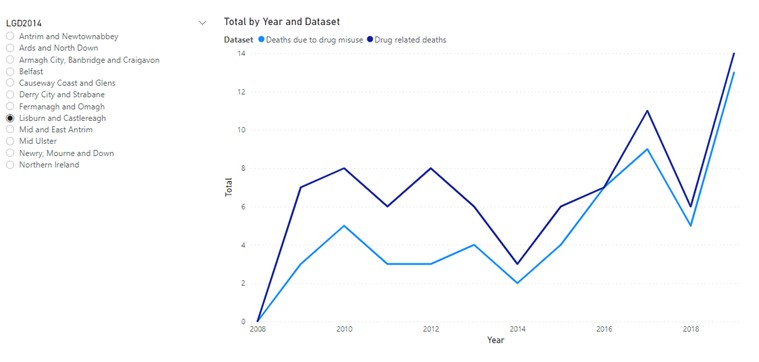 LGD2014
Antrim and Newtownabbey
Ards and North Down
Armagh City, Banbridge and Craigavon
Belfast
Causeway Coast and Glens
Derry City and Strabane
Fermanagh and Omagh
Lisburn and Castlereagh
Mid and East Antrim
Mid Ulster
Newry, Mourne and Down
Northern Ireland
Total by Year and Dataset
Dataset Deaths due to drug misuse Drug related deaths
14
12
10
8
6
4
2
0
Total
2008 2010 2012 2014 2016 2018
Year